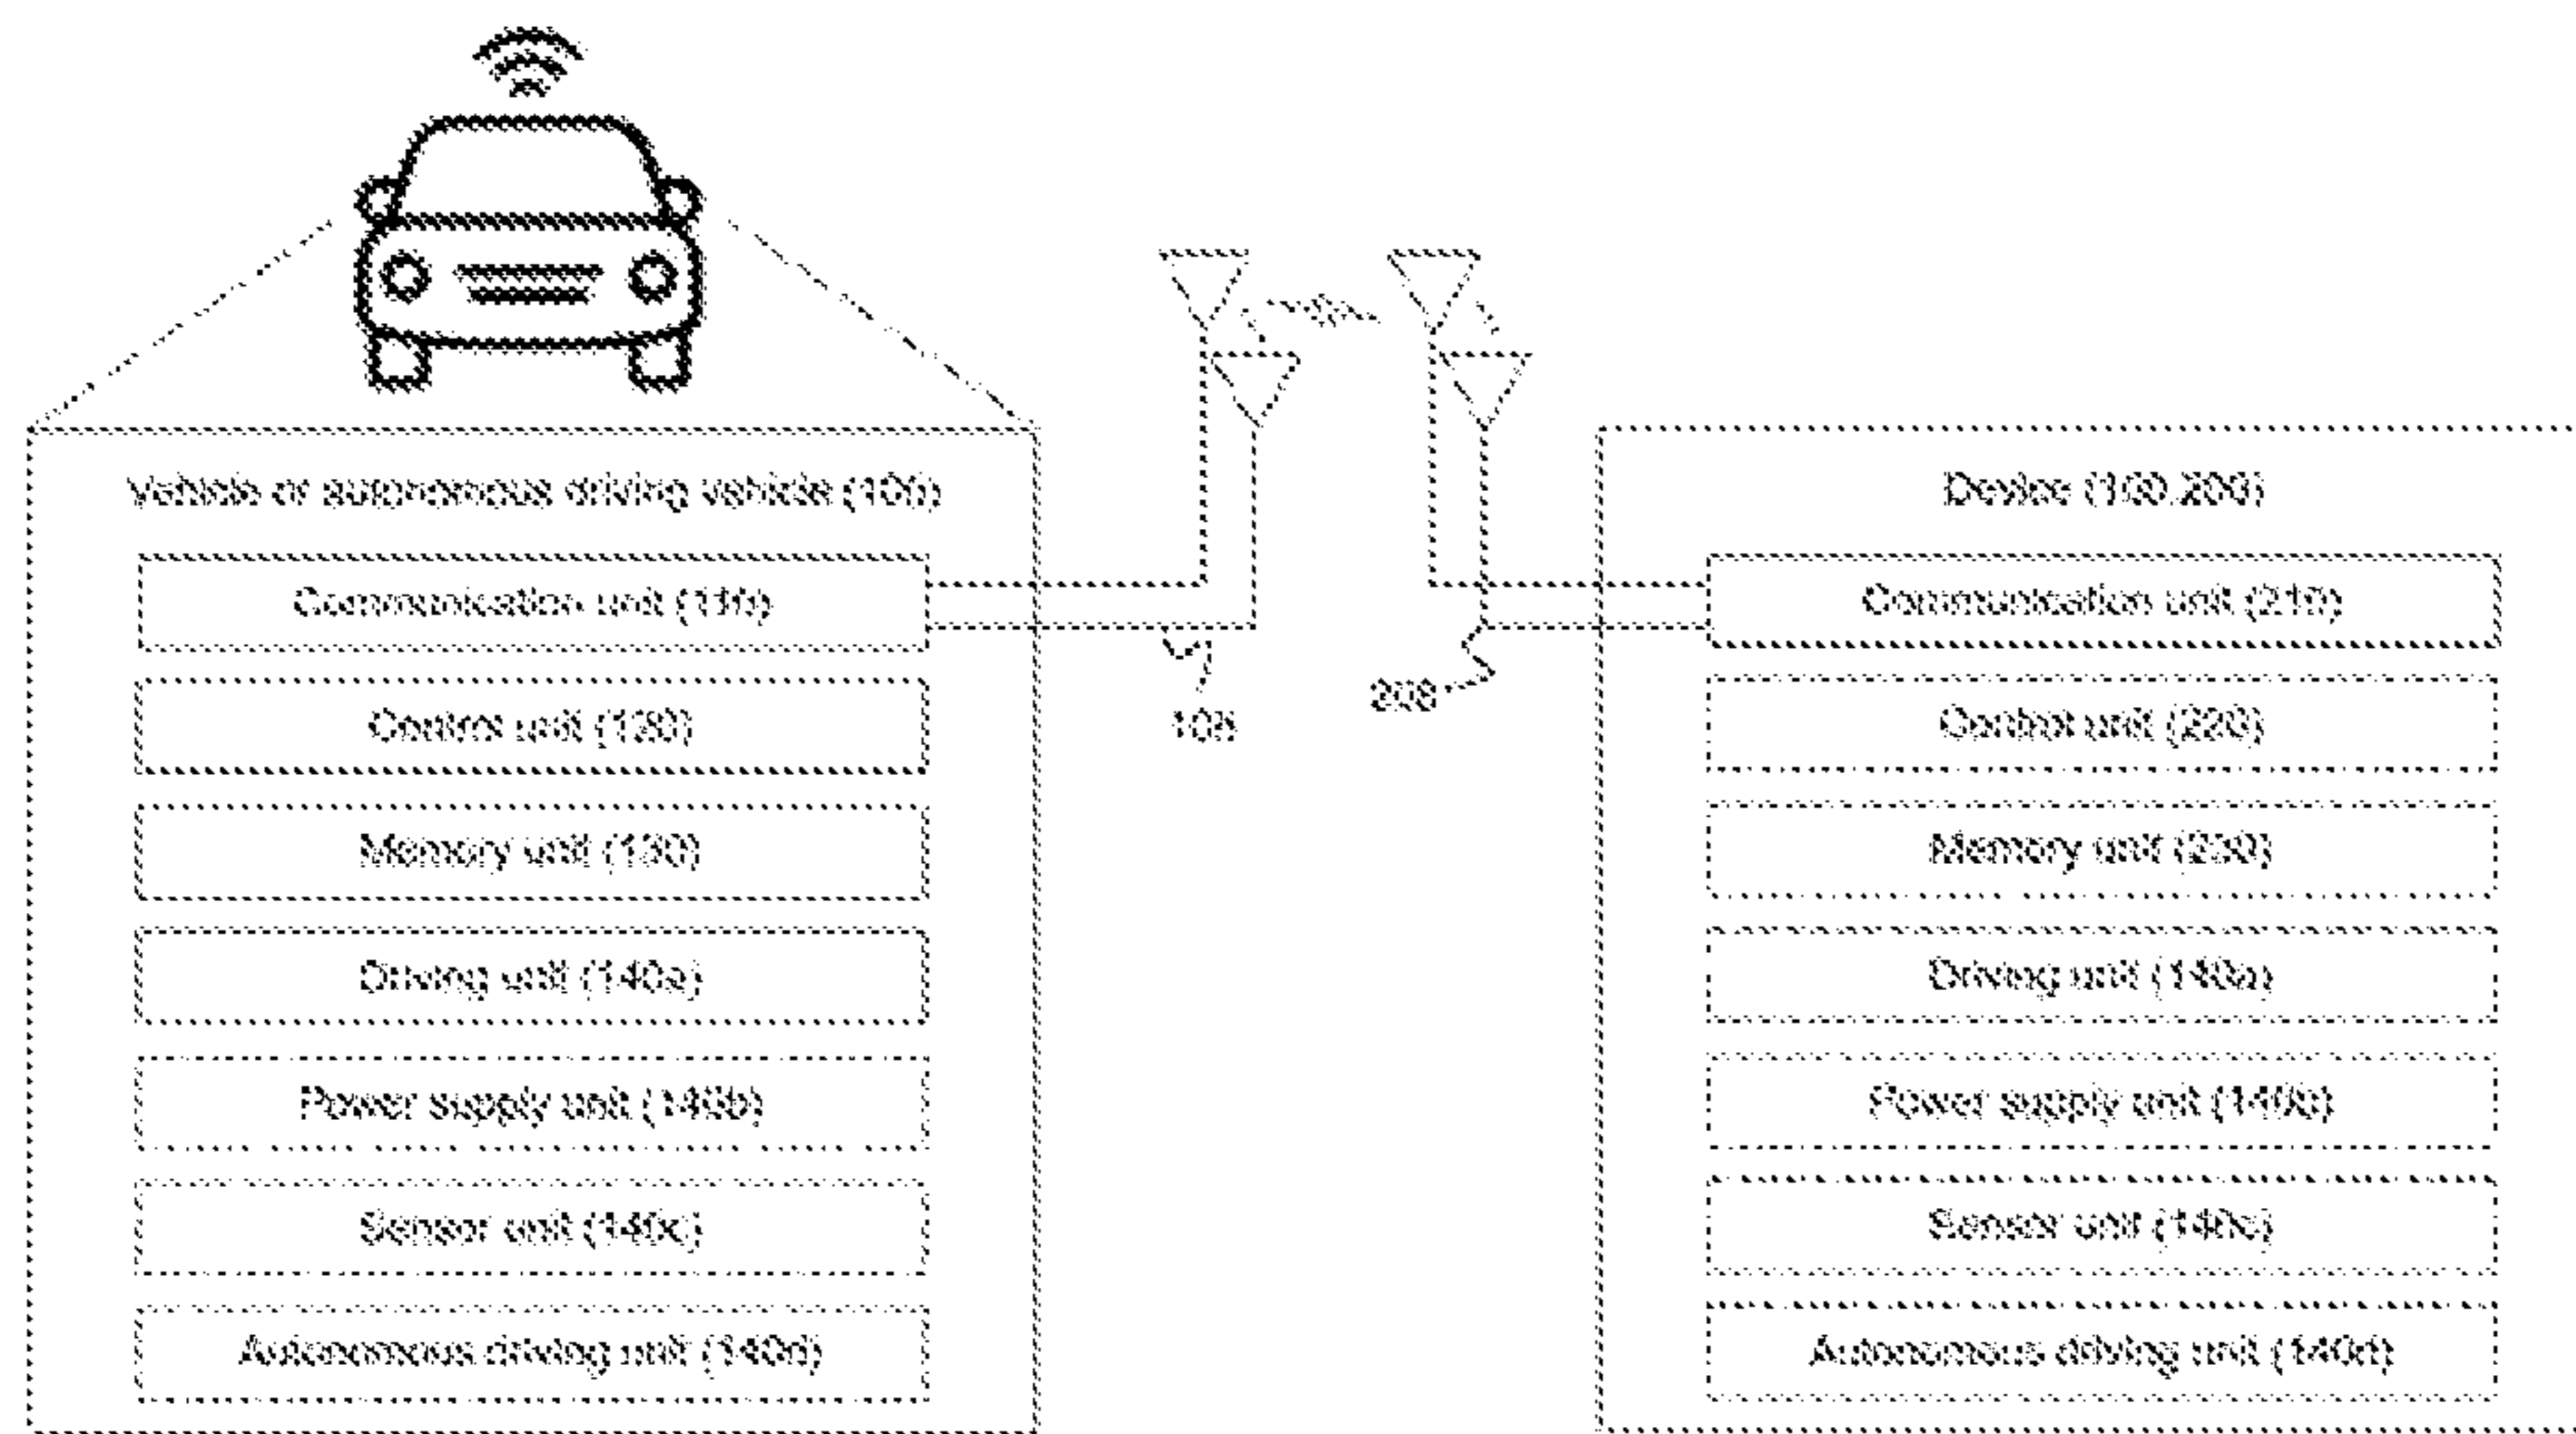 Vehicle or autonomous driving vehicle (100)
Communication unit (110)
Control unit (120)
Memory unit (130)
Driving unit (140a)
Power supply unit (140b)
Sensor unit (140c)
Autonomous driving unit (140d)
108
208
Device (100,200)
Communication unit (210)
Control unit (220)
Memory unit (230)
Driving unit (140a)
Power supply unit (140b)
Sensor unit (140c)
Autonomous driving unit (140d)